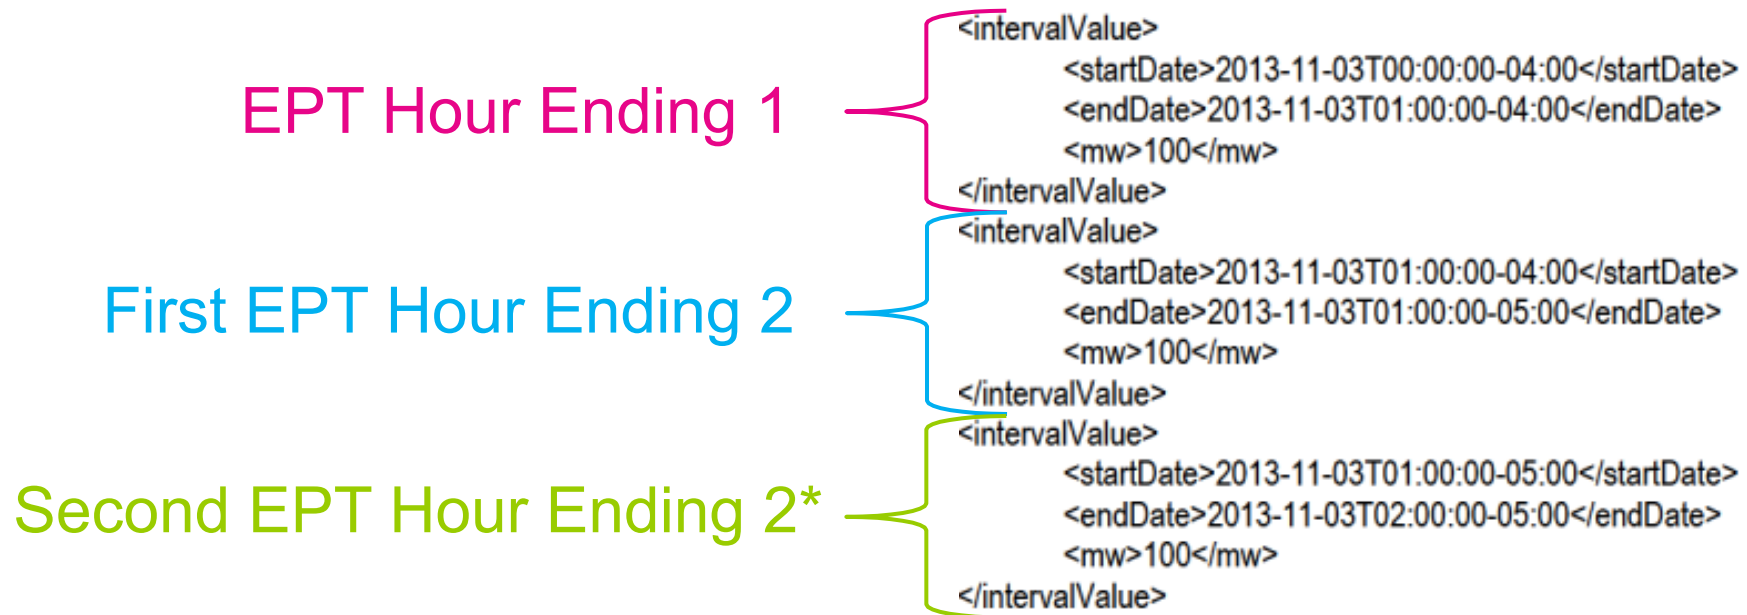 EPT Hour Ending 1
<intervalValue>
<startDate>2013-11-03T00:00:00-04:00</startDate>
<endDate>2013-11-03T01:00:00-04:00</endDate>
<mw>100</mw>
</intervalValue>
First EPT Hour Ending 2
<intervalValue>
<startDate>2013-11-03T01:00:00-04:00</startDate>
<endDate>2013-11-03T01:00:00-05:00</endDate>
<mw>100</mw>
</intervalValue>
Second EPT Hour Ending 2*
<intervalValue>
<startDate>2013-11-03T01:00:00-05:00</startDate>
<endDate>2013-11-03T02:00:00-05:00</endDate>
<mw>100</mw>
</intervalValue>